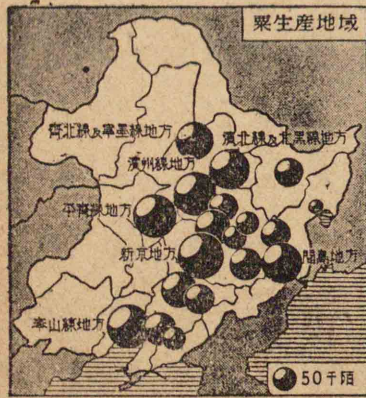 粟生産地域
齊北線及寧墨線地方
濱北線及北黒線地方
濱州線地方
平齊線地方
新京地方
間島地方
奉山線地方
50千頭